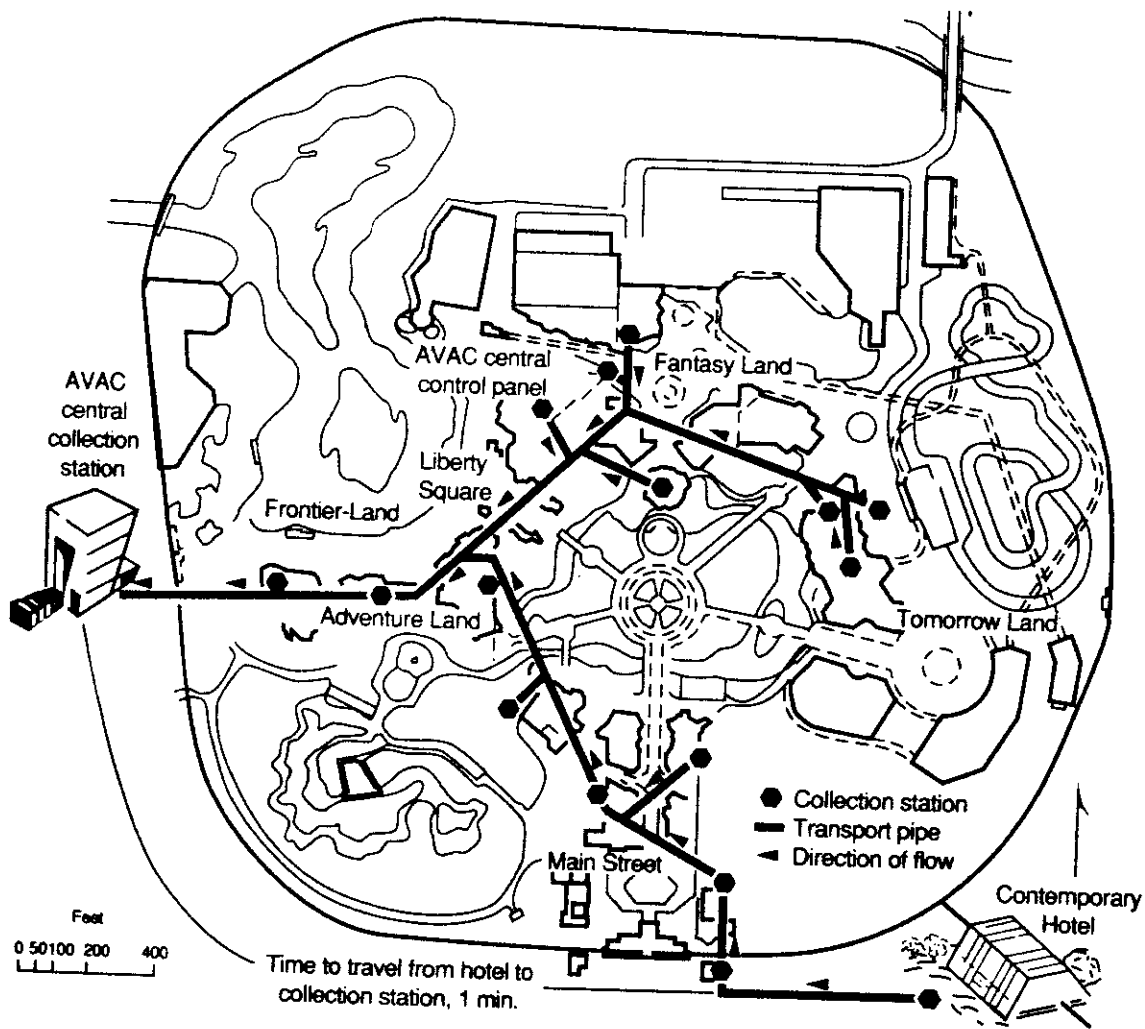 AVAC central
control panel
Fantasy Land
AVAC
central
collection
station
Liberty
Square
Frontier-Land
Adventure Land
Tomorrow Land
Collection station
Transport pipe
Direction of flow
Main Street
Contemporary
Hotel
Feet
0 50100 200 400
Time to travel from hotel to
collection station, 1 min.